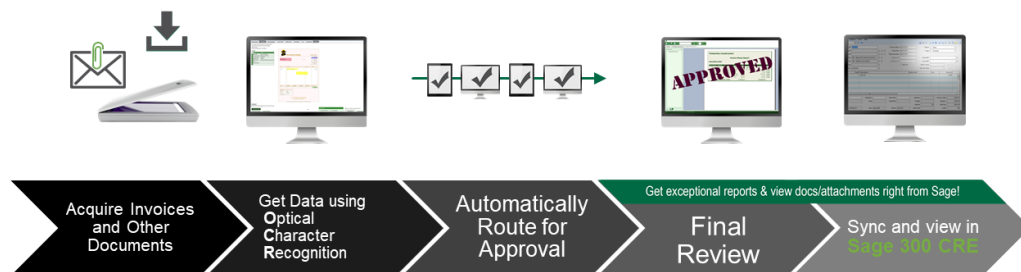 APPROVED
Acquire Invoices
and Other
Documents
Get Data using
Optical
Character
Recognition
Automatically
Route for
Approval
Get exceptional reports & view docs/attachments right from Sage!
Final
Review
Sync and view in
Sage 300 CRE